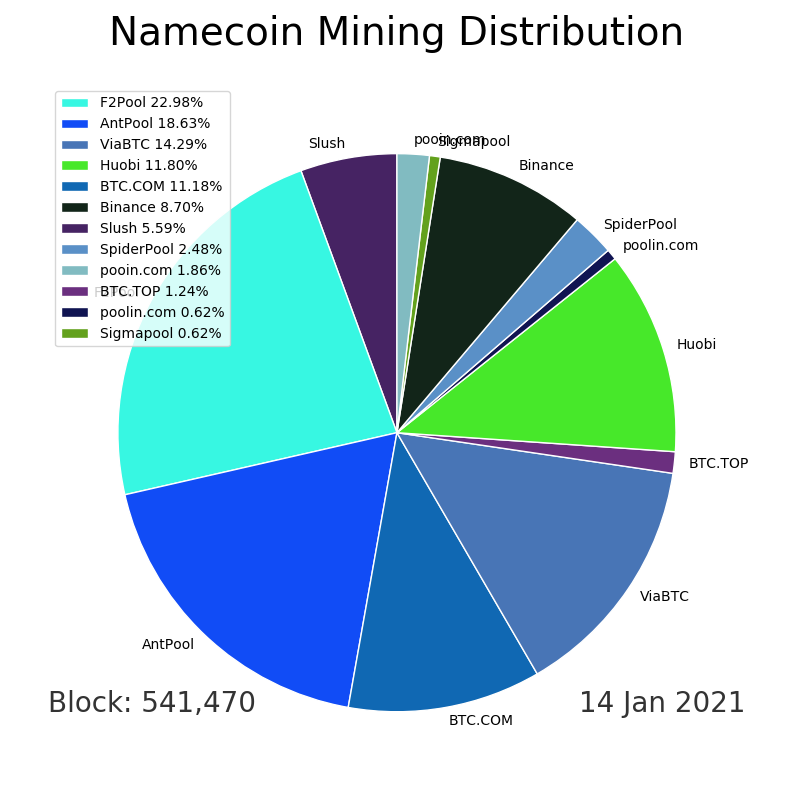 Namecoin Mining Distribution
F2Pool 22.98%
AntPool 18.63%
ViaBTC 14.29%
Huobi 11.80%
BTC.COM 11.18%
Binance 8.70%
Slush 5.59%
SpiderPool 2.48%
pooin.com 1.86%
BTC.TOP 1.24%
poolin.com 0.62%
Sigmapool 0.62%
Slush
pooin.com
Sigmapool
Binance
SpiderPool
poolin.com
Huobi
BTC.TOP
ViaBTC
BTC.COM
AntPool
Block: 541,470
14 Jan 2021